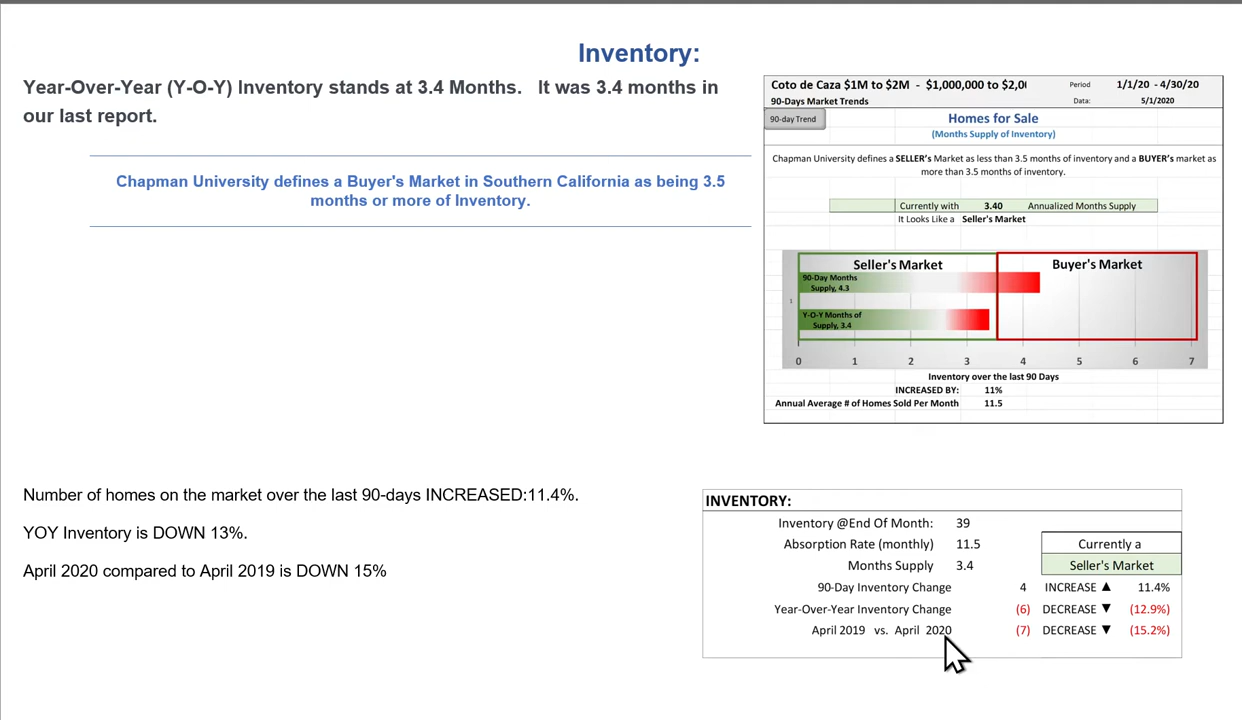 Inventory:
Year-Over-Year (Y-O-Y) Inventory stands at 3.4 Months. It was 3.4 months in
our last report.
Chapman University defines a Buyer's Market in Southern California as being 3.5
months or more of Inventory.
Coto de Caza $1M to $2M - $1,000,000 to $2,0 Period 1/1/20 - 4/30/20
90-Days Market Trends Data: 5/1/2020
90-day Trend
Homes for Sale
(Months Supply of Inventory)
Chapman University defines a SELLER's Market as less than 3.5 months of inventory and a BUYER's market as
more than 3.5 months of inventory.
Currently with 3.40 Annualized Months Supply
It Looks Like a Seller's Market
Seller's Market Buyer's Market
90-Day Months
Supply, 4.3
1
Y-O-Y Months of
Supply, 3.4
0 1 2 3 4 5 6 7
Inventory over the last 90 Days
INCREASED BY: 11%
Annual Average # of Homes Sold Per Month 11.5
Number of homes on the market over the last 90-days INCREASED:11.4%.
YOY Inventory is DOWN 13%.
April 2020 compared to April 2019 is DOWN 15%
INVENTORY:
Inventory @End Of Month: 39
Absorption Rate (monthly) 11.5 Currently a
Months Supply 3.4 Seller's Market
90-Day Inventory Change 4 INCREASE ▲ 11.4%
Year-Over-Year Inventory Change (6) DECREASE ▼ (12.9%)
April 2019 vs. April 2020 (7) DECREASE ▼ (15.2%)